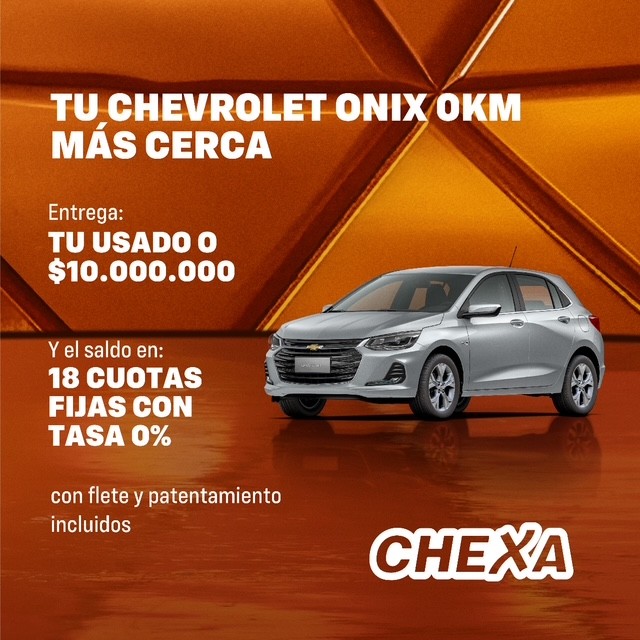 TU CHEVROLET ONIX 0KM
MÁS CERCA
Entrega:
TU USADO O
$10.000.000
Y el saldo en:
18 CUOTAS
FIJAS CON
TASA 0%
con flete y patentamiento
incluidos
CHEXA